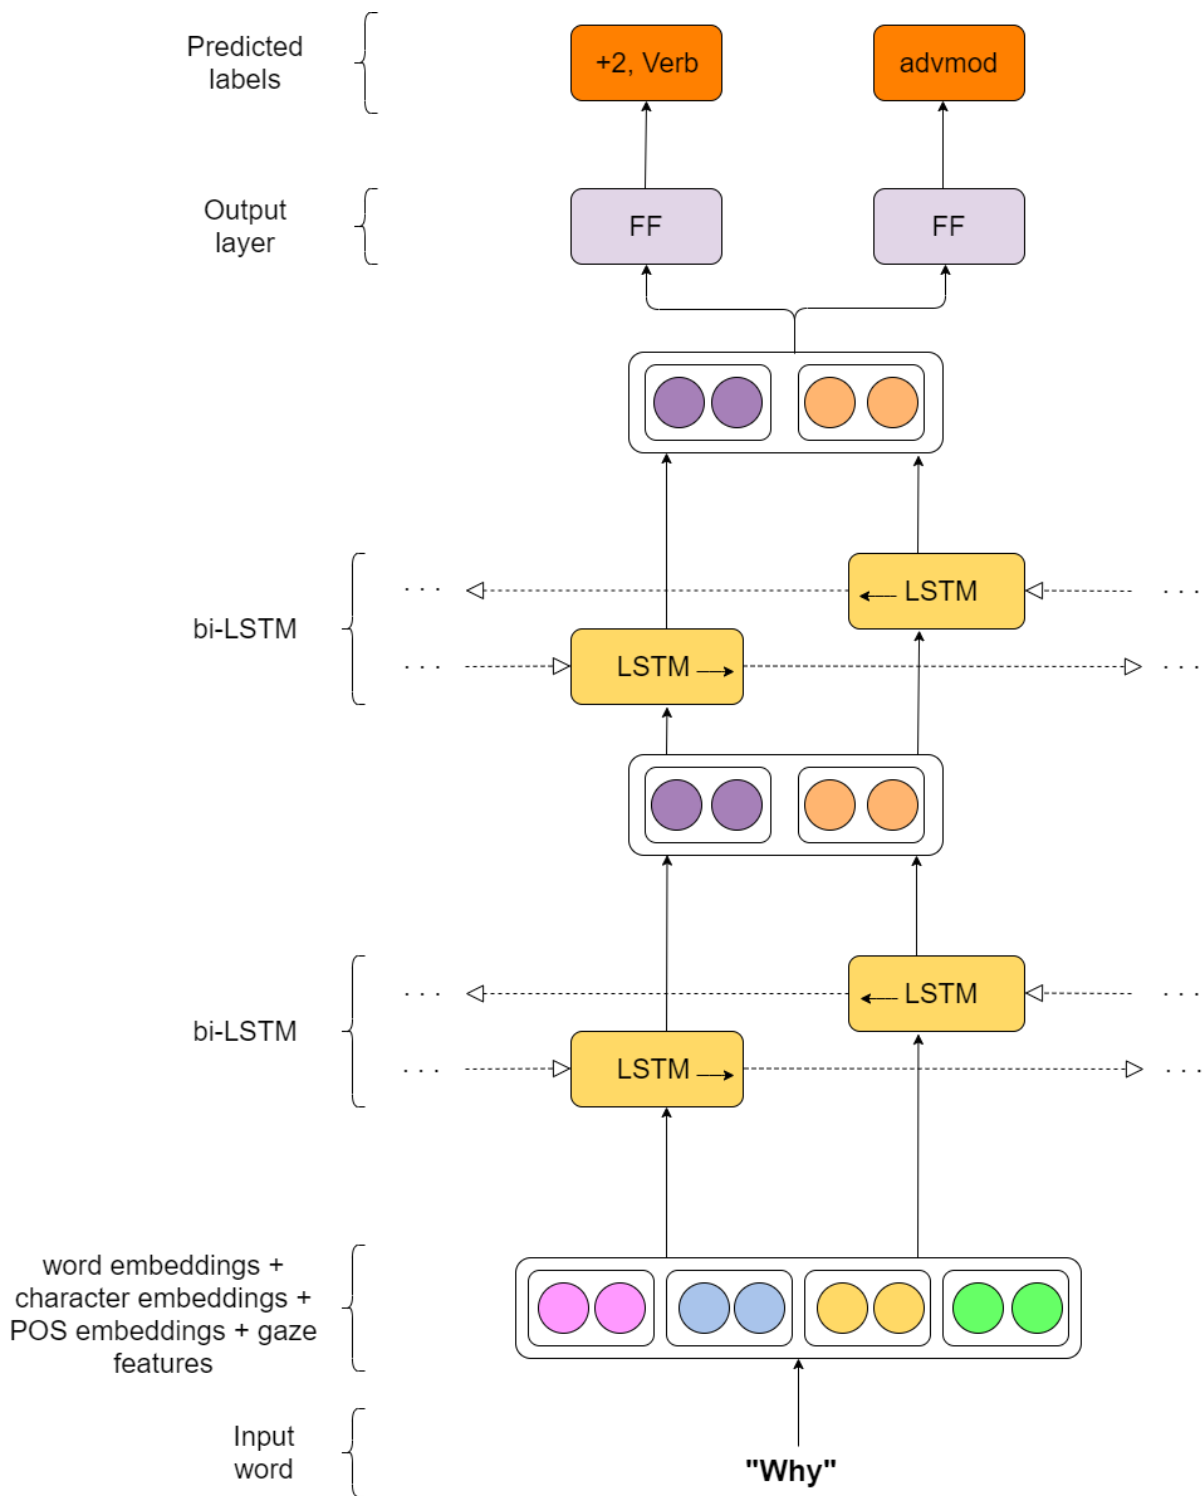 Predicted
labels
+2, Verb
advmod
Output
layer
FF
FF
. . .
LSTM
. . .
bi-LSTM
. . .
LSTM
. . .
. . .
LSTM
. . .
bi-LSTM
. . .
LSTM
. . .
word embeddings +
character embeddings +
POS embeddings + gaze
features
Input
word
"Why"